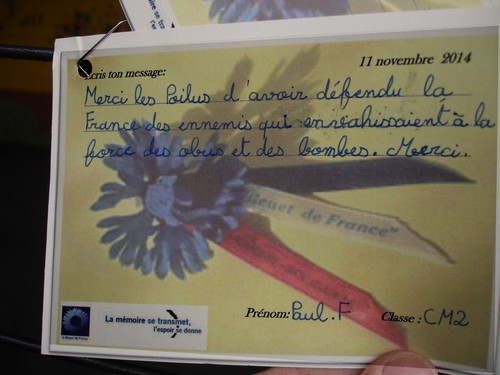 11 novembre 2014
Ecris ton message:
Merci les Poilus d'avoir défendu la
France des ennemis qui envahissaient à la
force des obus et des bombes. Merci.
Bleuet de France"
La mémoire se transmet,
l'espoir se donne
Prénom: Paul.F Classe: CM2